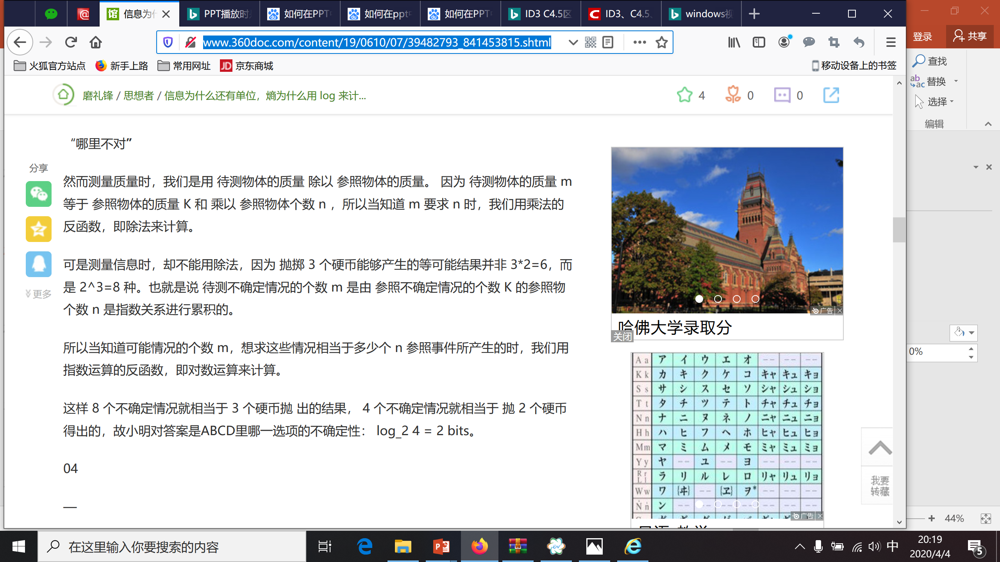 信息为什
PPT播放时
如何在PPT
如何在ppt
如何在PPT
ID3 C4.5区
ID3、C4.5、
windows视
登录
共享
www.360doc.com/content/19/0610/07/39482793_841453815.shtml
火狐官方站点
新手上路
常用网址
JD
京东商城
移动设备上的书签
查找
替换
选择
编辑
磨礼锋 / 思想者 / 信息为什么还有单位，熵为什么用 log 来计...
4
0
0
“哪里不对”
分享
然而测量质量时，我们是用 待测物体的质量 除以 参照物体的质量。 因为 待测物体的质量 m
等于 参照物体的质量 K 和 乘以 参照物体个数 n ，所以当知道 m 要求 n 时，我们用乘法的
反函数，即除法来计算。
可是测量信息时，却不能用除法，因为 抛掷 3 个硬币能够产生的等可能结果并非 3*2=6，而
是 2^3=8 种。也就是说 待测不确定情况的个数 m 是由 参照不确定情况的个数 K 的参照物
个数 n 是指数关系进行累积的。
更多
所以当知道可能情况的个数 m，想求这些情况相当于多少个 n 参照事件所产生的时，我们用
指数运算的反函数，即对数运算来计算。
这样 8 个不确定情况就相当于 3 个硬币抛 出的结果， 4 个不确定情况就相当于 抛 2 个硬币
得出的，故小明对答案是ABCD里哪一选项的不确定性： log_2 4 = 2 bits。
04
—
广告
哈佛大学录取分
关闭
A a ア イ ウ エ オ -- -- --
K k カ キ ク ケ コ キャ キュ キョ
S s サ シ ス セ ソ シャ シュ ショ
T t タ チ ツ テ ト チャ チュ チョ
N n ナ ニ ヌ ネ ノ ニャ ニュ ニョ
H h ハ ヒ フ ヘ ホ ヒャ ヒュ ヒョ
M m マ ミ ム メ モ ミャ ミュ ミョ
Y y ヤ -- ユ -- ヨ -- -- --
R r L l ラ リ ル レ ロ リャ リュ リョ
W w ワ (ヰ) -- (ヱ) ヲ* -- -- --
Ṅ ṅ ン -- -- -- -- -- -- --
广告
我要
转藏
0%
44%
在这里输入你要搜索的内容
中
20:19
2020/4/4
5